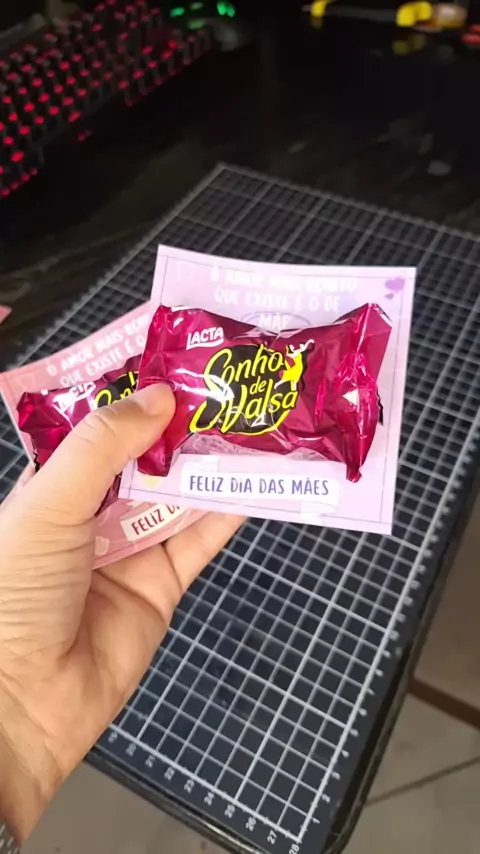 O AMOR MAIS BONITO
QUE EXISTE É O DE
MÃE
LACTA
Sonho
de
Valsa
FELIZ DIA DAS MÃES
O AMOR MAIS BON
QUE EXISTE É O
FELIZ D